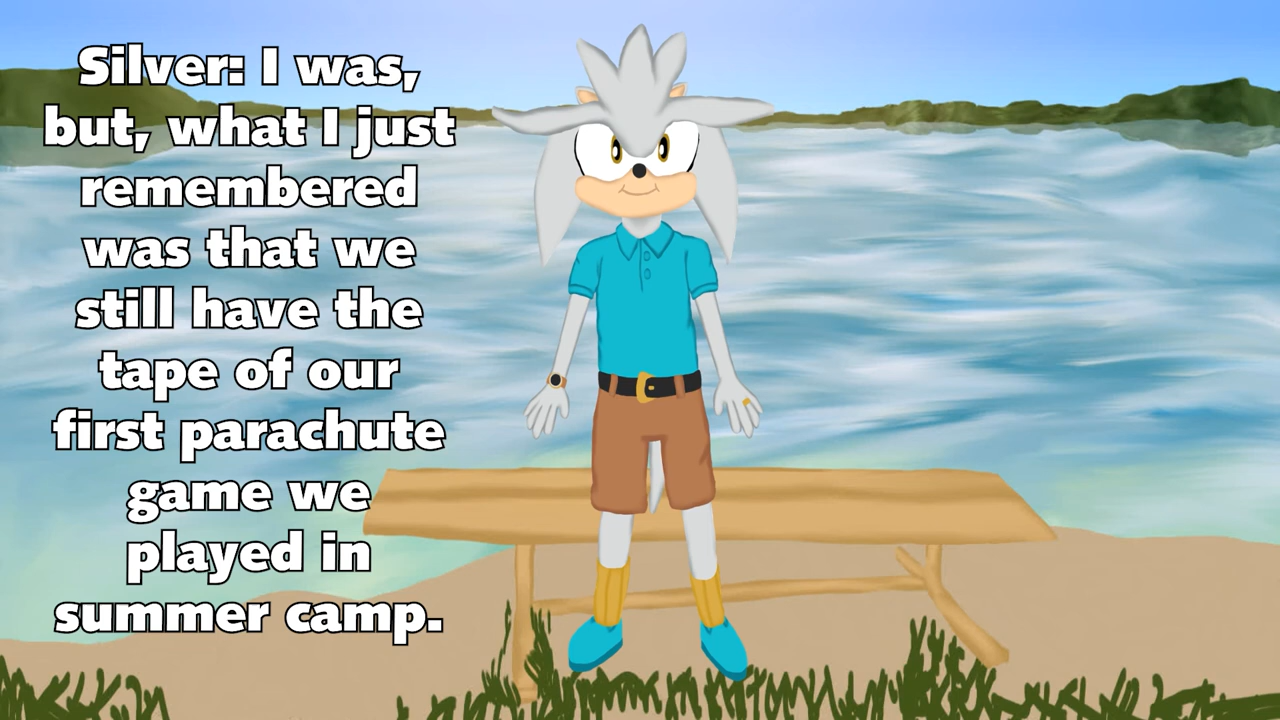 Silver: I was,
but, what I just
remembered
was that we
still have the
tape of our
first parachute
game we
played in
summer camp.